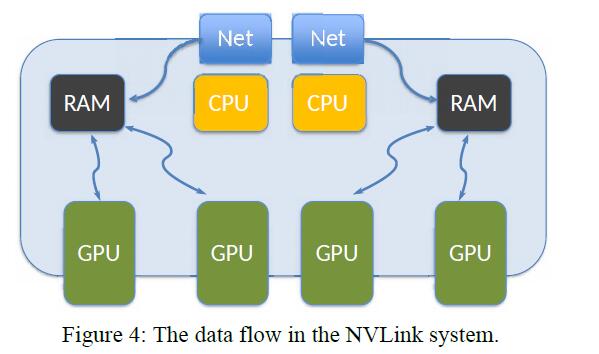 Net Net
RAM CPU CPU RAM
GPU GPU GPU GPU
Figure 4: The data flow in the NVLink system.